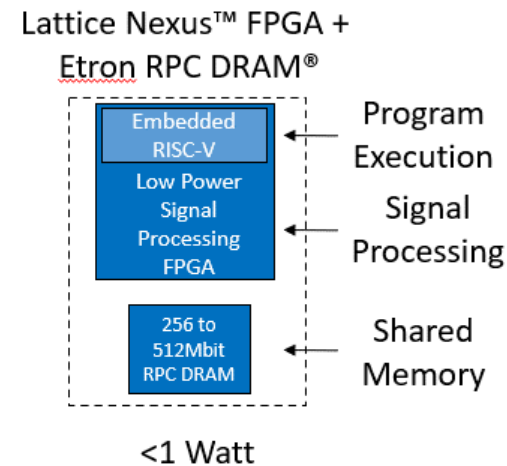 Lattice Nexus™ FPGA +
Etron RPC DRAM®
Embedded
RISC-V
Program
Execution
Low Power
Signal
Processing
FPGA
Signal
Processing
256 to
512Mbit
RPC DRAM
Shared
Memory
<1 Watt